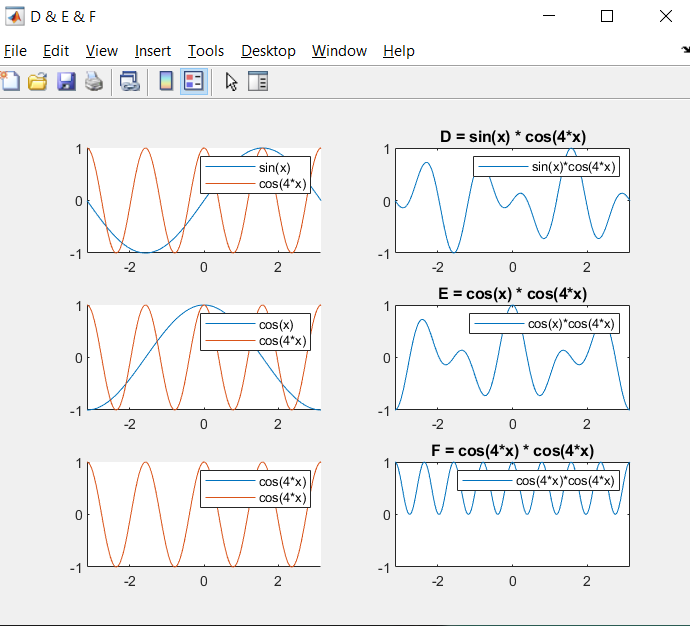 D & E & F
File Edit View Insert Tools Desktop Window Help
1
0
-1
-2 0 2
sin(x)
cos(4*x)
D = sin(x) * cos(4*x)
1
0
-1
-2 0 2
sin(x)*cos(4*x)
1
0
-1
-2 0 2
cos(x)
cos(4*x)
E = cos(x) * cos(4*x)
1
0
-1
-2 0 2
cos(x)*cos(4*x)
1
0
-1
-2 0 2
cos(4*x)
cos(4*x)
F = cos(4*x) * cos(4*x)
1
0
-1
-2 0 2
cos(4*x)*cos(4*x)